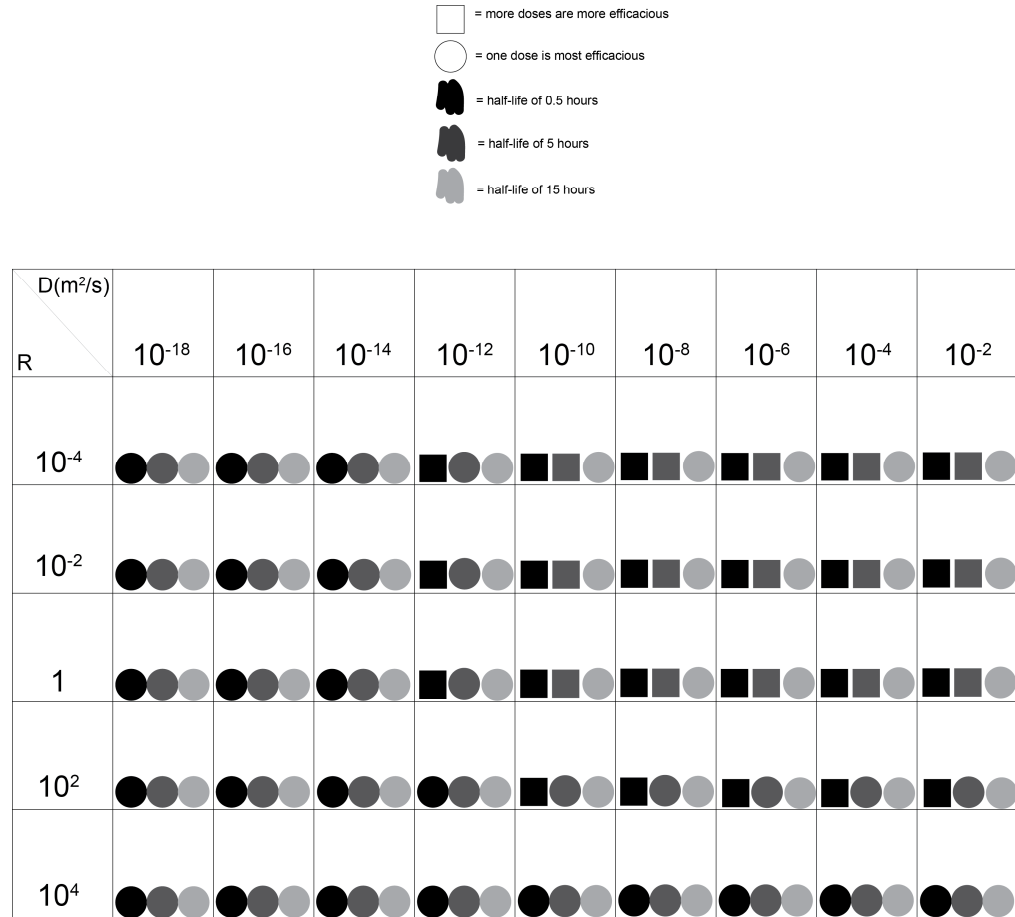 = more doses are more efficacious
= one dose is most efficacious
= half-life of 0.5 hours
= half-life of 5 hours
= half-life of 15 hours
D(m²/s)
R 10⁻¹⁸ 10⁻¹⁶ 10⁻¹⁴ 10⁻¹² 10⁻¹⁰ 10⁻⁸ 10⁻⁶ 10⁻⁴ 10⁻²
10⁻⁴
10⁻²
1
10²
10⁴